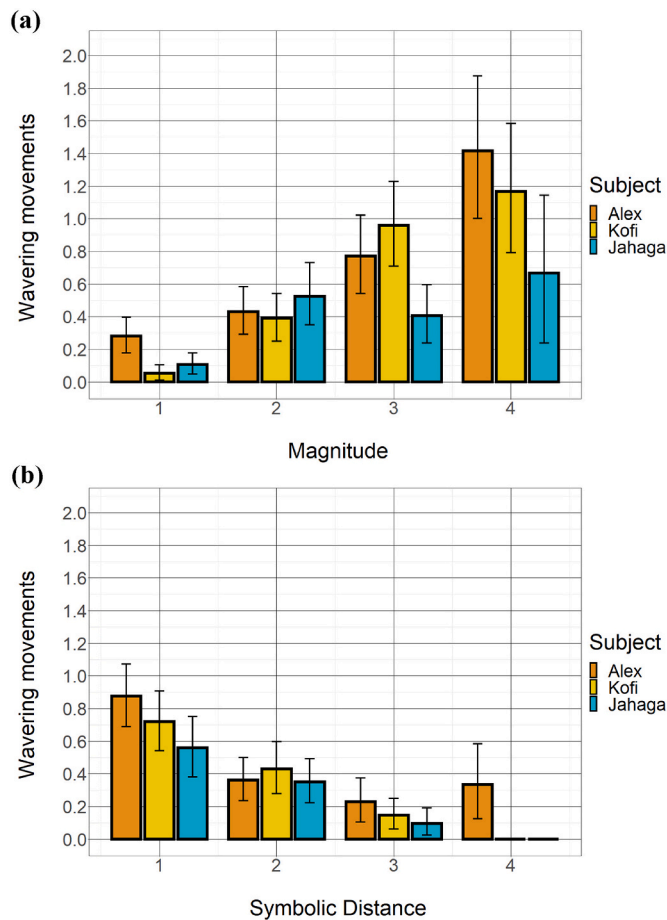 (a)
2.0
1.8
1.6
1.4
1.2
1.0
0.8
0.6
0.4
0.2
0.0
Wavering movements
1 2 3 4
Magnitude
Subject
Alex
Kofi
Jahaga
(b)
2.0
1.8
1.6
1.4
1.2
1.0
0.8
0.6
0.4
0.2
0.0
Wavering movements
1 2 3 4
Symbolic Distance
Subject
Alex
Kofi
Jahaga